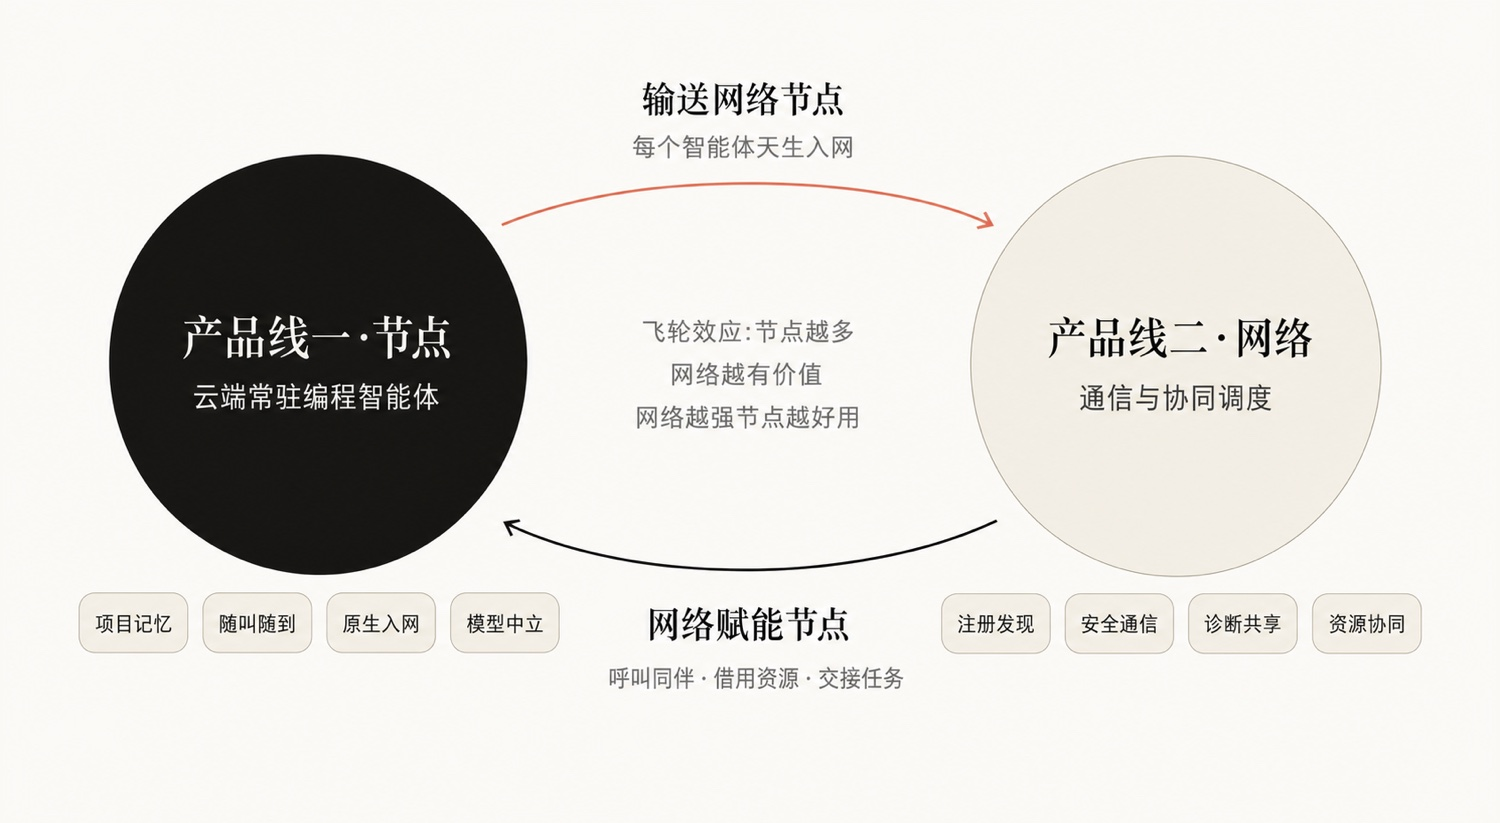 输送网络节点
每个智能体天生入网
产品线一·节点
云端常驻编程智能体
飞轮效应:节点越多
网络越有价值
网络越强节点越好用
产品线二·网络
通信与协同调度
项目记忆
随叫随到
原生入网
模型中立
网络赋能节点
呼叫同伴·借用资源·交接任务
注册发现
安全通信
诊断共享
资源协同